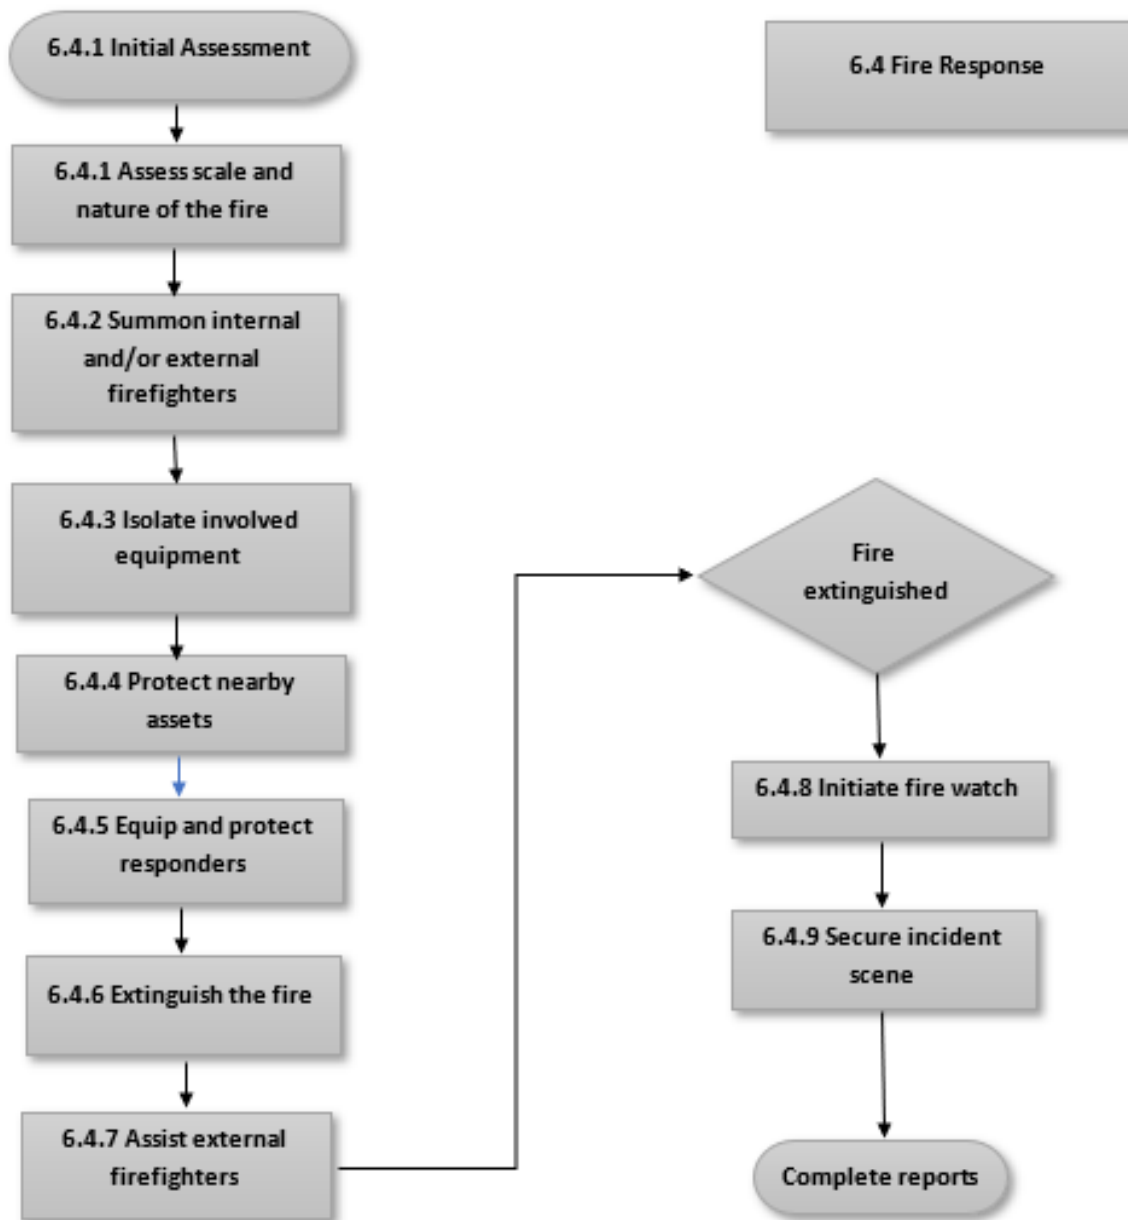 6.4.1 Initial Assessment
6.4 Fire Response
6.4.1 Assess scale and
nature of the fire
6.4.2 Summon internal
and/or external
firefighters
6.4.3 Isolate involved
equipment
6.4.4 Protect nearby
assets
6.4.5 Equip and protect
responders
6.4.6 Extinguish the fire
6.4.7 Assist external
firefighters
Fire
extinguished
6.4.8 Initiate fire watch
6.4.9 Secure incident
scene
Complete reports